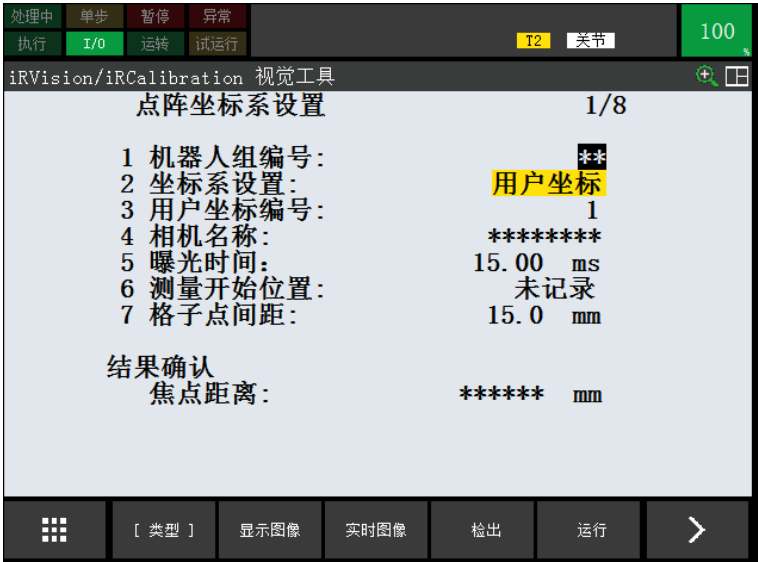 处理中 单步 暂停 异常
执行 I/O 运转 试运行 T2 关节 100 %
iRVision/iRCalibration 视觉工具
点阵坐标系设置 1/8
1 机器人组编号: **
2 坐标系设置: 用户坐标
3 用户坐标编号: 1
4 相机名称: ********
5 曝光时间: 15.00 ms
6 测量开始位置: 未记录
7 格子点间距: 15.0 mm
结果确认
焦点距离: ****** mm
[ 类型 ] 显示图像 实时图像 检出 运行